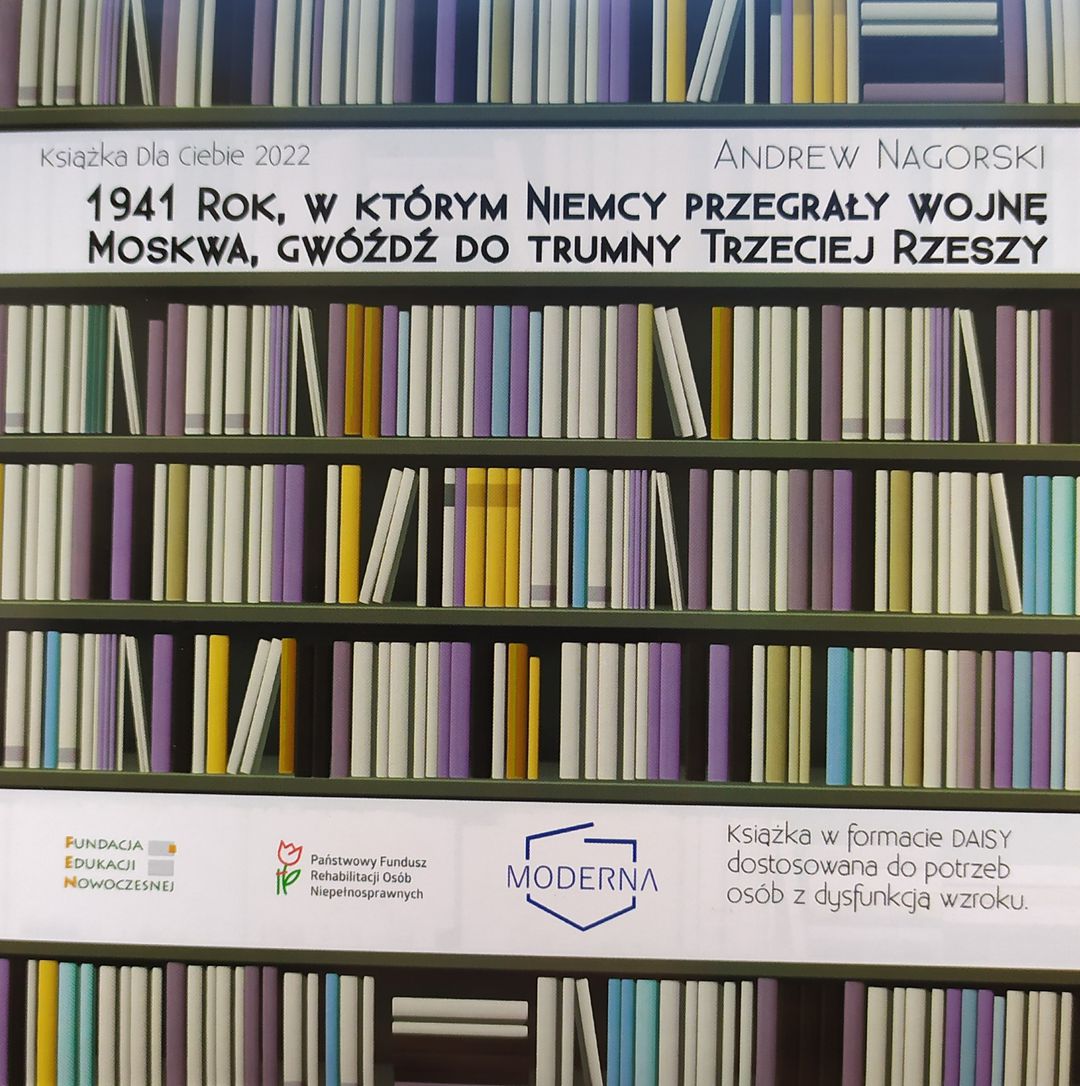 Książka Dla Ciebie 2022
Andrew Nagorski
1941 Rok, w którym Niemcy przegrały wojnę
Moskwa, gwóźdź do trumny Trzeciej Rzeszy
Fundacja
Edukacji
Nowoczesnej
Państwowy Fundusz
Rehabilitacji Osób
Niepełnosprawnych
MODERNA
Książka w formacie DAISY
dostosowana do potrzeb
osób z dysfunkcją wzroku.